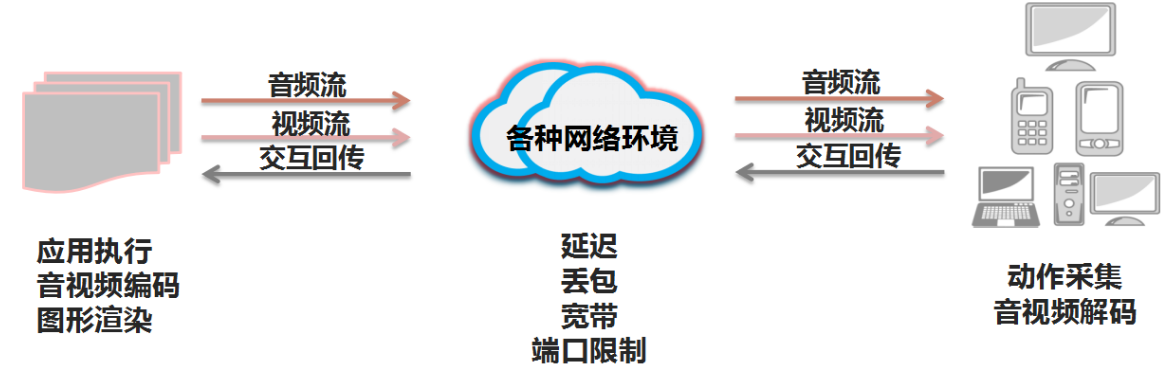 音频流
视频流
交互回传
各种网络环境
音频流
视频流
交互回传
应用执行
音视频编码
图形渲染
延迟
丢包
宽带
端口限制
动作采集
音视频解码